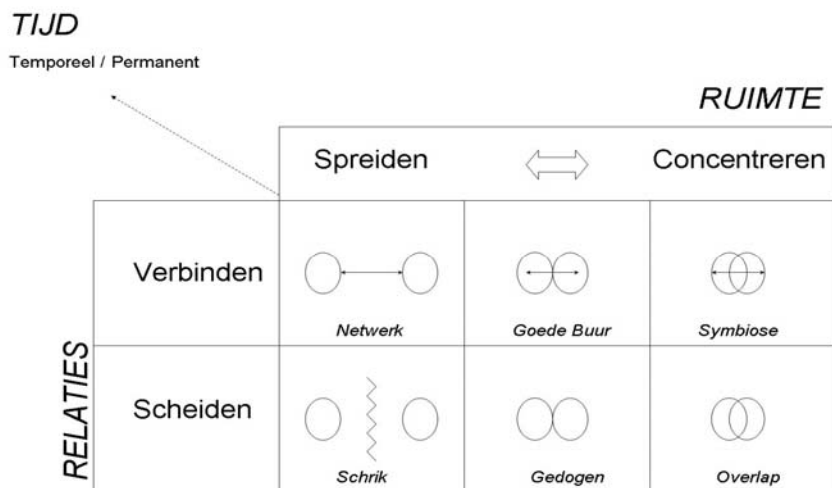 TIJD
Temporeel / Permanent
RUIMTE
Spreiden
Concentreren
RELATIES
Verbinden
Netwerk
Goede Buur
Symbiose
Scheiden
Schrik
Gedogen
Overlap